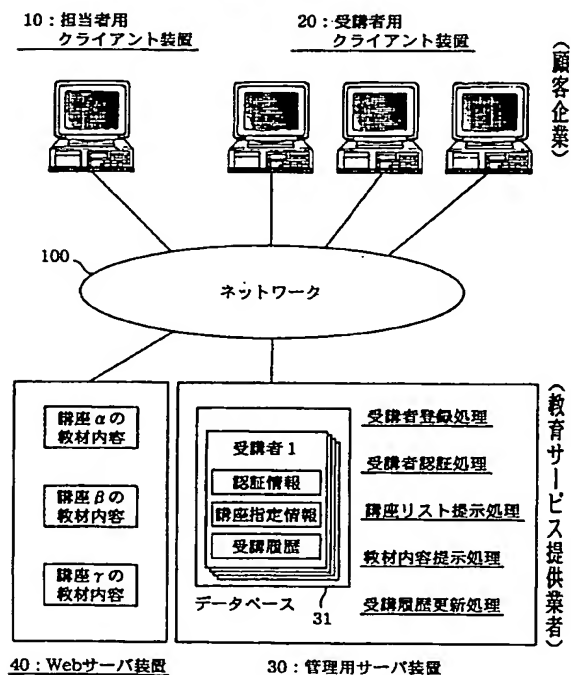 10：担当者用
クライアント装置
20：受講者用
クライアント装置
（顧客企業）
100
ネットワーク
講座αの
教材内容
講座βの
教材内容
講座γの
教材内容
受講者1
認証情報
講座指定情報
受講履歴
データベース
31
受講者登録処理
受講者認証処理
講座リスト提示処理
教材内容提示処理
受講履歴更新処理
（教育サービス提供業者）
40：Webサーバ装置
30：管理用サーバ装置